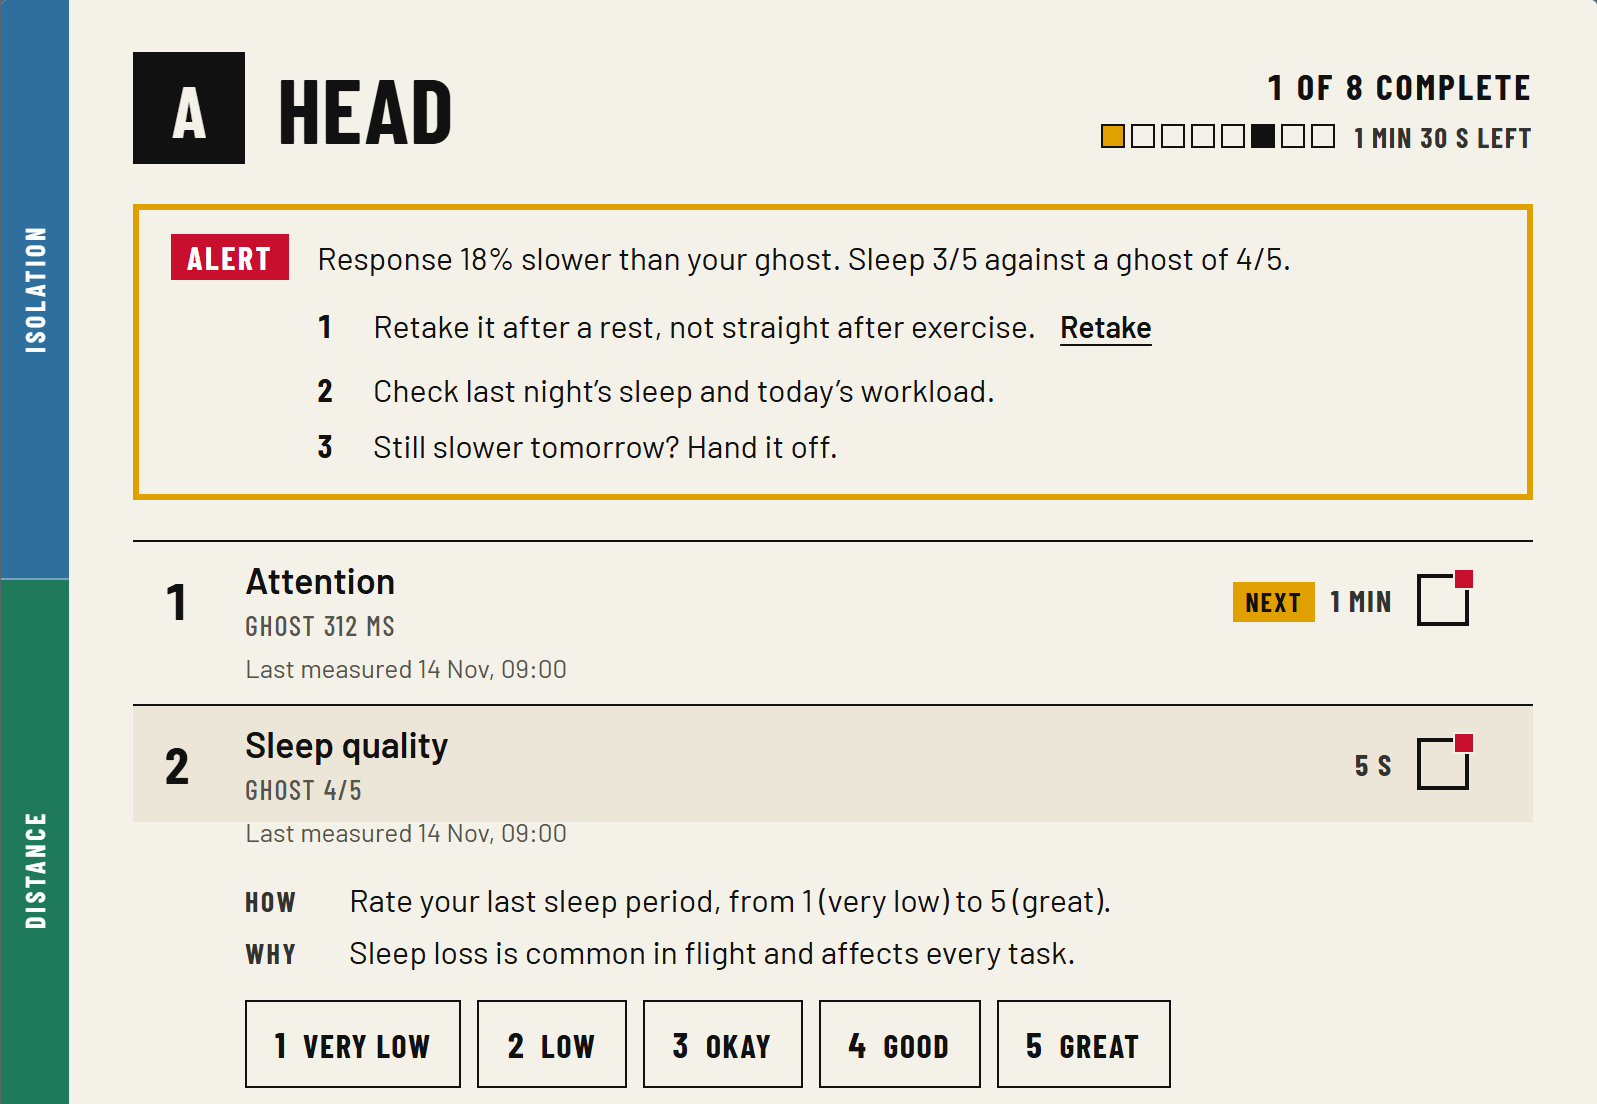 ISOLATION
DISTANCE
A HEAD
1 OF 8 COMPLETE
1 MIN 30 S LEFT
ALERT Response 18% slower than your ghost. Sleep 3/5 against a ghost of 4/5.
1 Retake it after a rest, not straight after exercise. Retake
2 Check last night’s sleep and today’s workload.
3 Still slower tomorrow? Hand it off.
1 Attention
GHOST 312 MS
Last measured 14 Nov, 09:00
NEXT 1 MIN
2 Sleep quality
GHOST 4/5
Last measured 14 Nov, 09:00
5 S
HOW Rate your last sleep period, from 1 (very low) to 5 (great).
WHY Sleep loss is common in flight and affects every task.
1 VERY LOW 2 LOW 3 OKAY 4 GOOD 5 GREAT